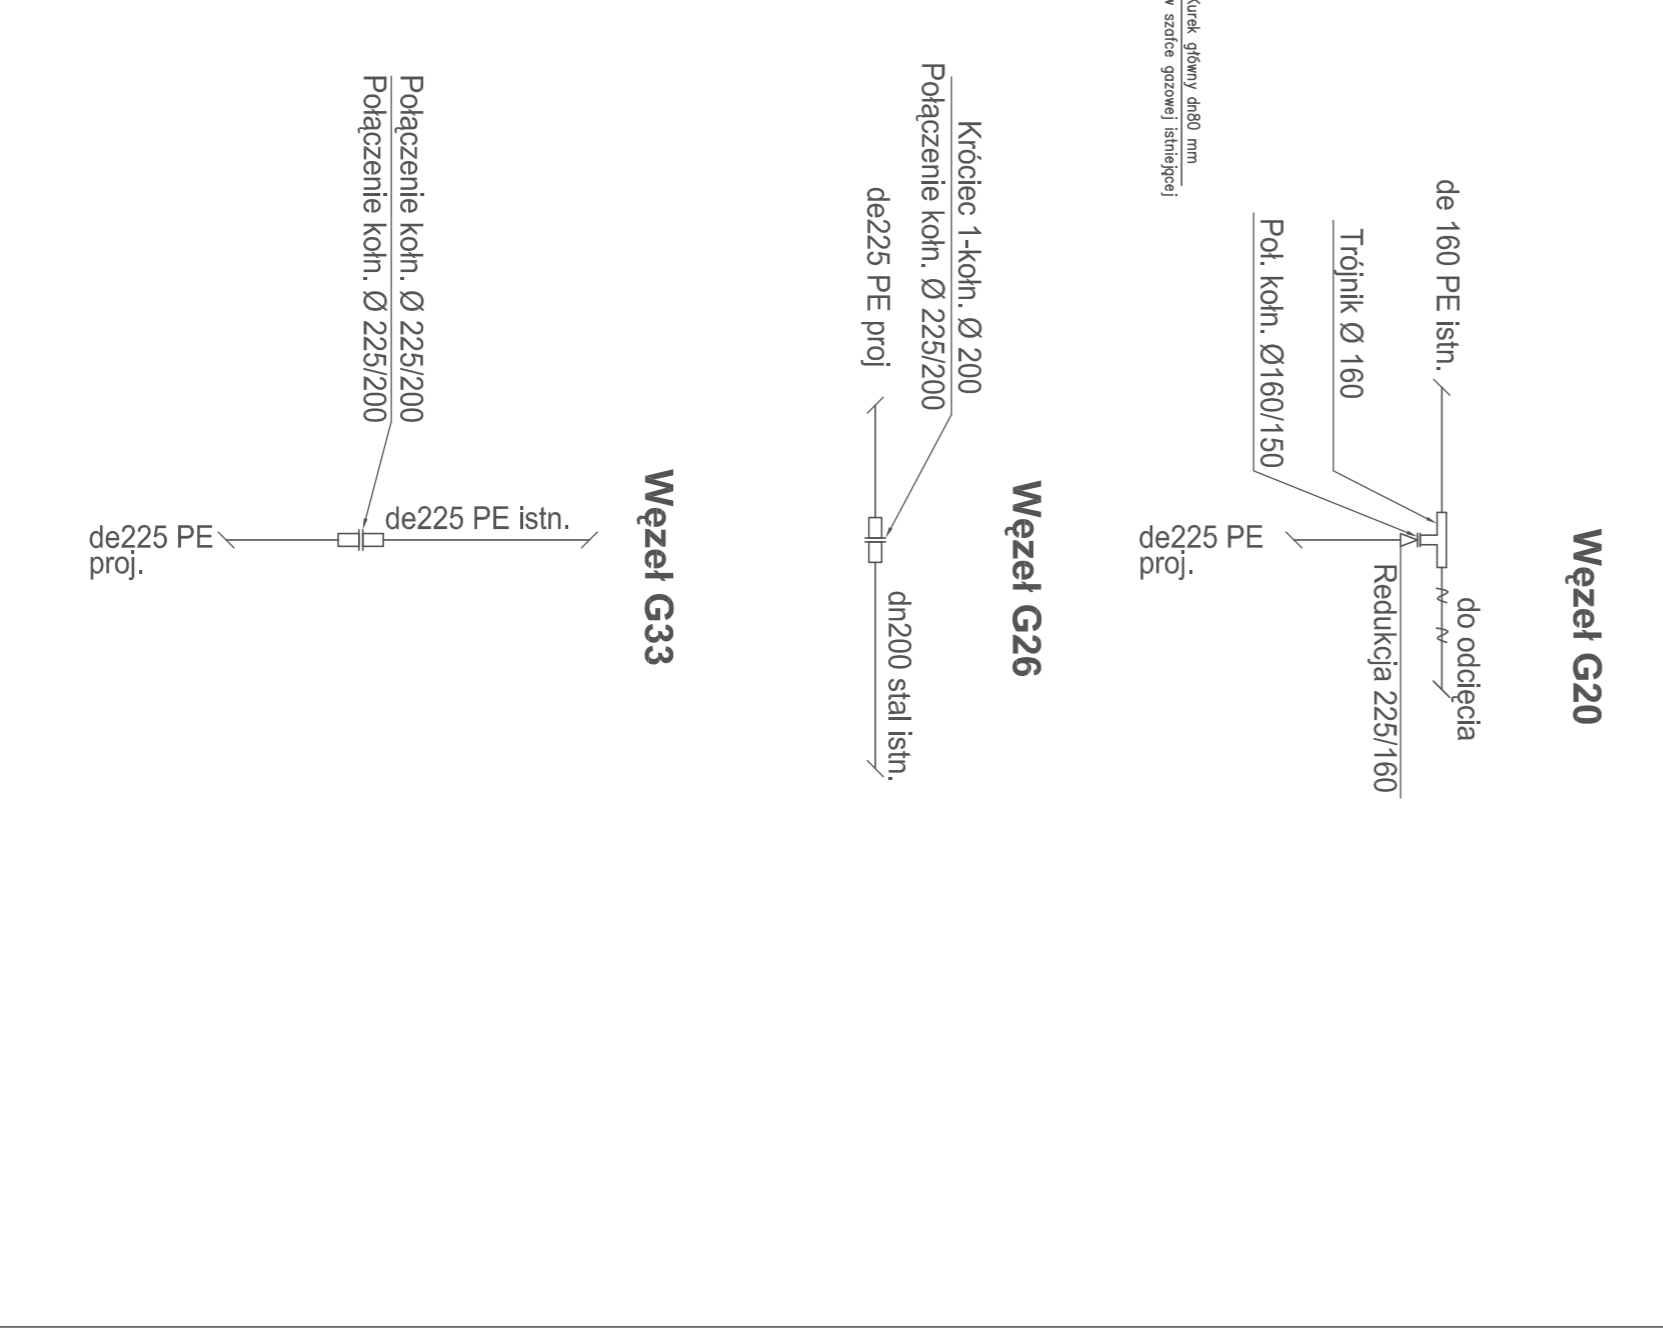 Kurek główny dn80 mm
w szafce gazowej istniejącej
Węzeł G20
de 160 PE istn.
Trójnik Ø 160
Poł. kołn. Ø160/150
de225 PE
proj.
do odcięcia
Redukcja 225/160
Węzeł G26
Króciec 1-kołn. Ø 200
Połączenie kołn. Ø 225/200
de225 PE proj
dn200 stal istn.
Węzeł G33
Połączenie kołn. Ø 225/200
Połączenie kołn. Ø 225/200
de225 PE istn.
de225 PE
proj.